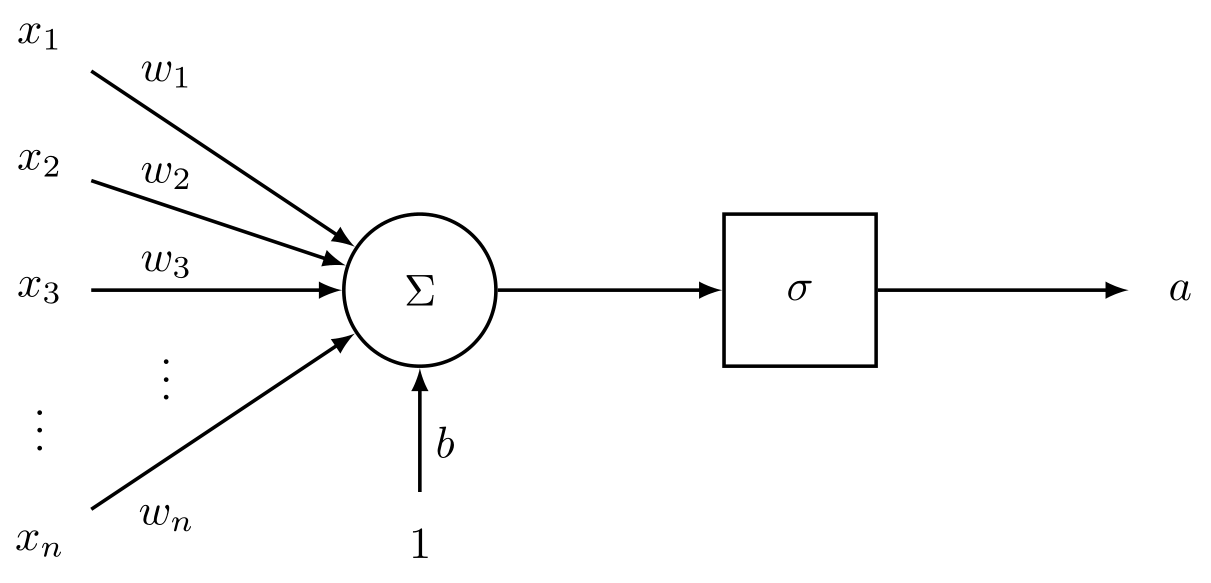 x₁
w₁
x₂
w₂
w₃
x₃
Σ
σ
a
⋮
⋮
b
wₙ
xₙ
1